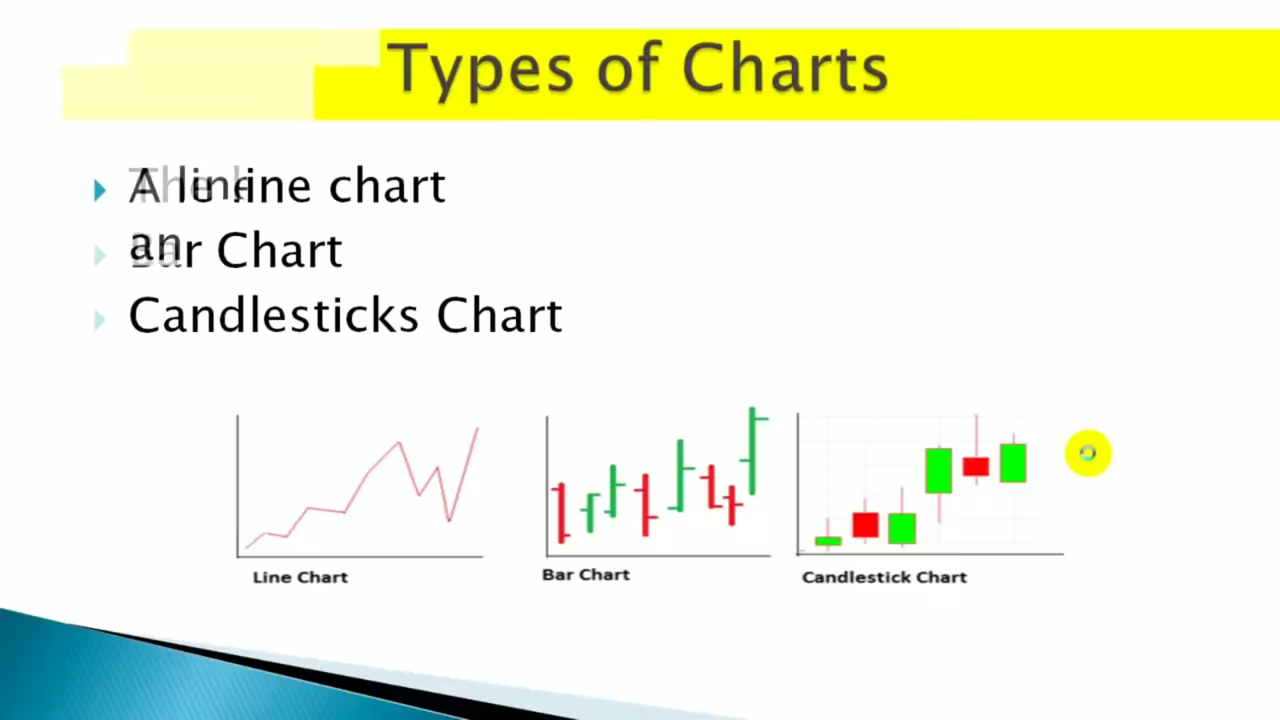 Types of Charts
line chart
Bar Chart
Candlesticks Chart
Line Chart
Bar Chart
Candlestick Chart